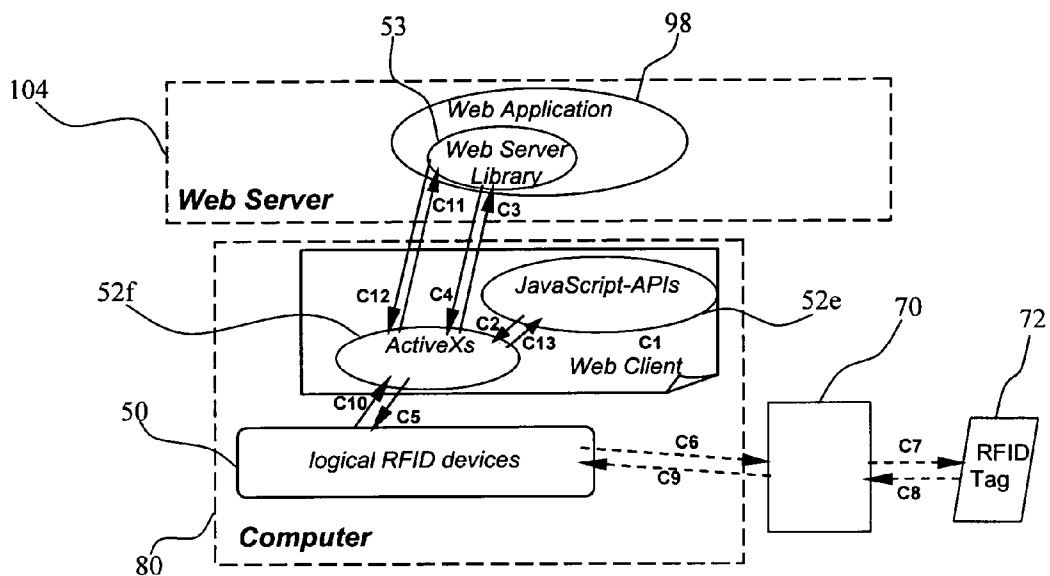 53
98
104
Web Application
Web Server
Library
Web Server
C11
C3
52f
C12
C4
JavaScript-APIs
52e
C2
C13
C1
ActiveXs
Web Client
70
72
C10
C5
50
logical RFID devices
C6
C9
C7
C8
RFID
Tag
Computer
80